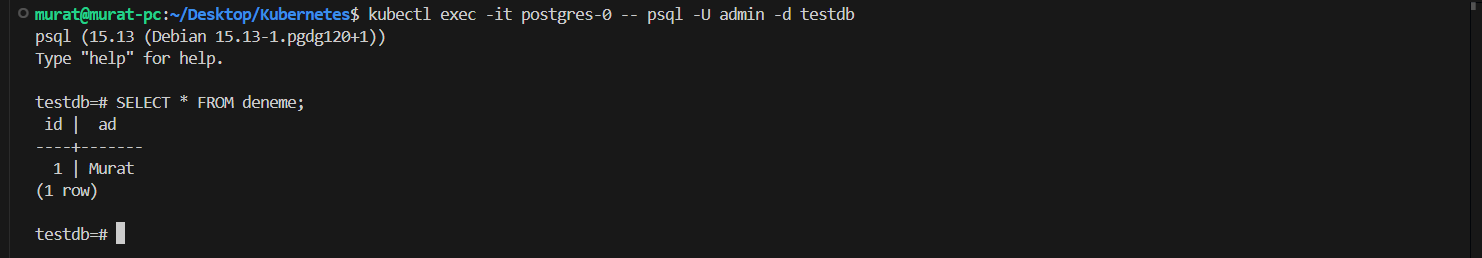 murat@murat-pc:~/Desktop/Kubernetes$ kubectl exec -it postgres-0 -- psql -U admin -d testdb
psql (15.13 (Debian 15.13-1.pgdg120+1))
Type "help" for help.

testdb=# SELECT * FROM deneme;
 id |  ad
----+-------
  1 | Murat
(1 row)

testdb=#